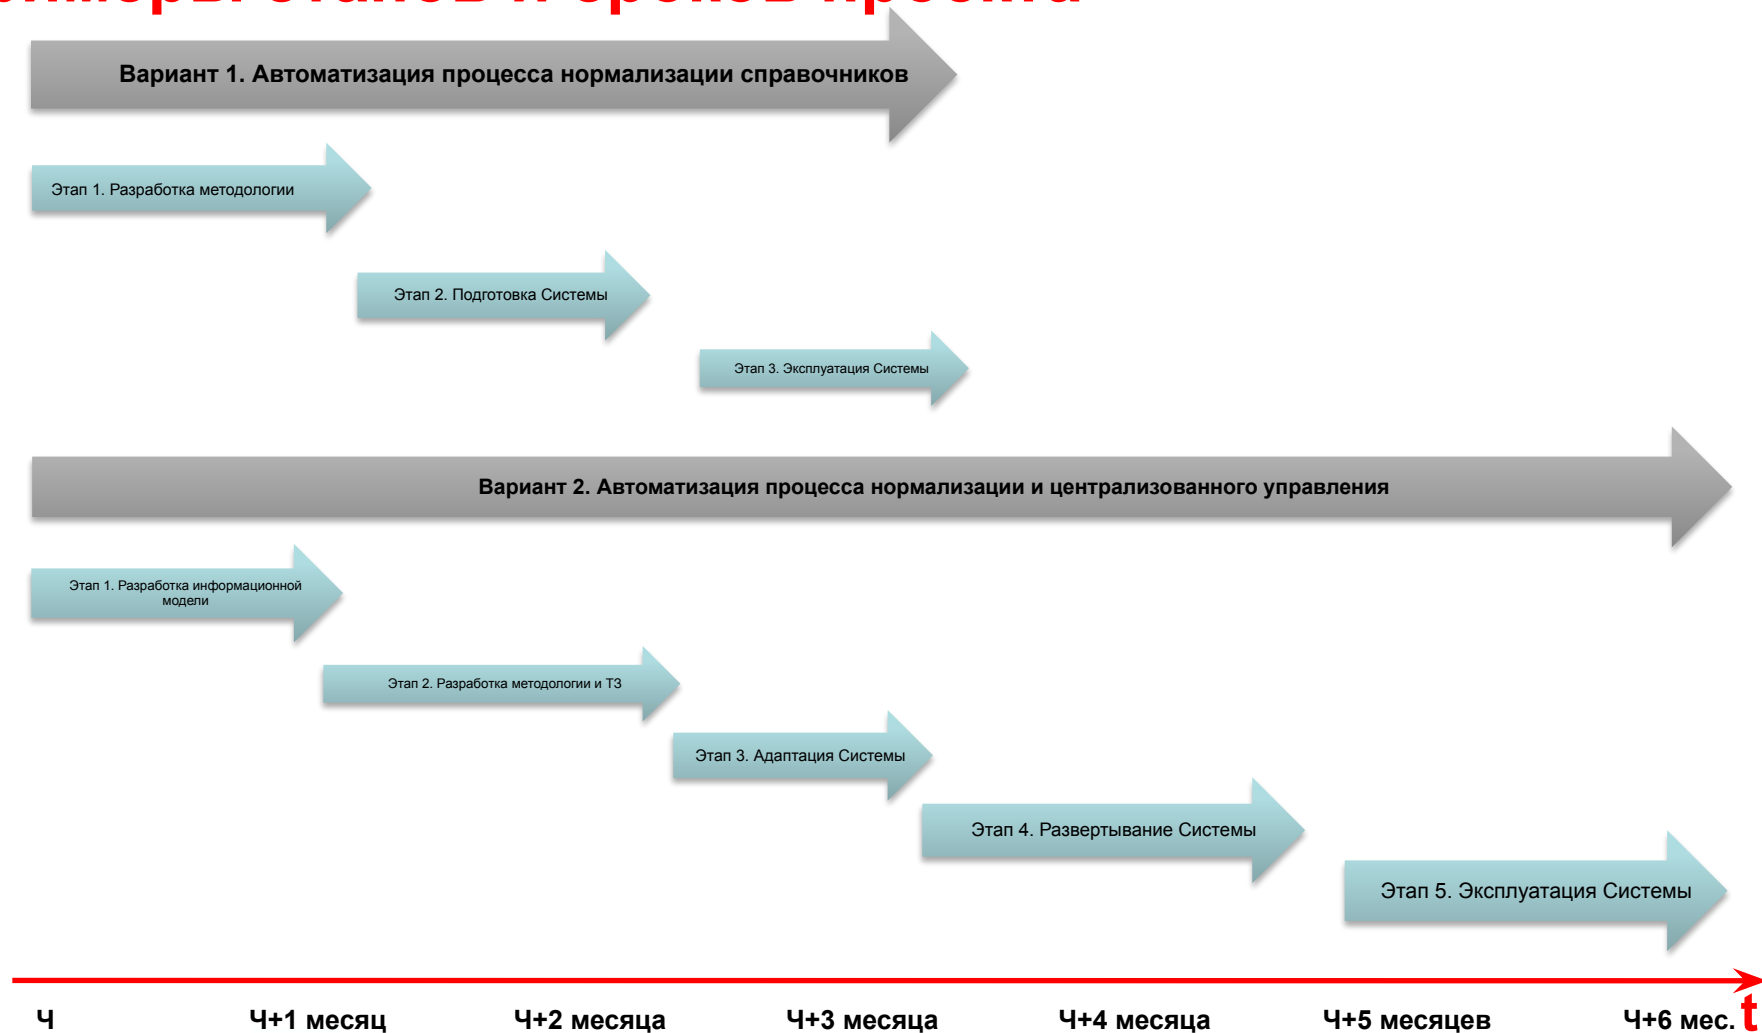 этапов и сроков проекта
Вариант 1. Автоматизация процесса нормализации справочников
Этап 1. Разработка методологии
Этап 2. Подготовка Системы
Этап 3. Эксплуатация Системы
Вариант 2. Автоматизация процесса нормализации и централизованного управления
Этап 1. Разработка информационной
модели
Этап 2. Разработка методологии и ТЗ
Этап 3. Адаптация Системы
Этап 4. Развертывание Системы
Этап 5. Эксплуатация Системы
t
Ч Ч+1 месяц Ч+2 месяца Ч+3 месяца Ч+4 месяца Ч+5 месяцев Ч+6 мес.